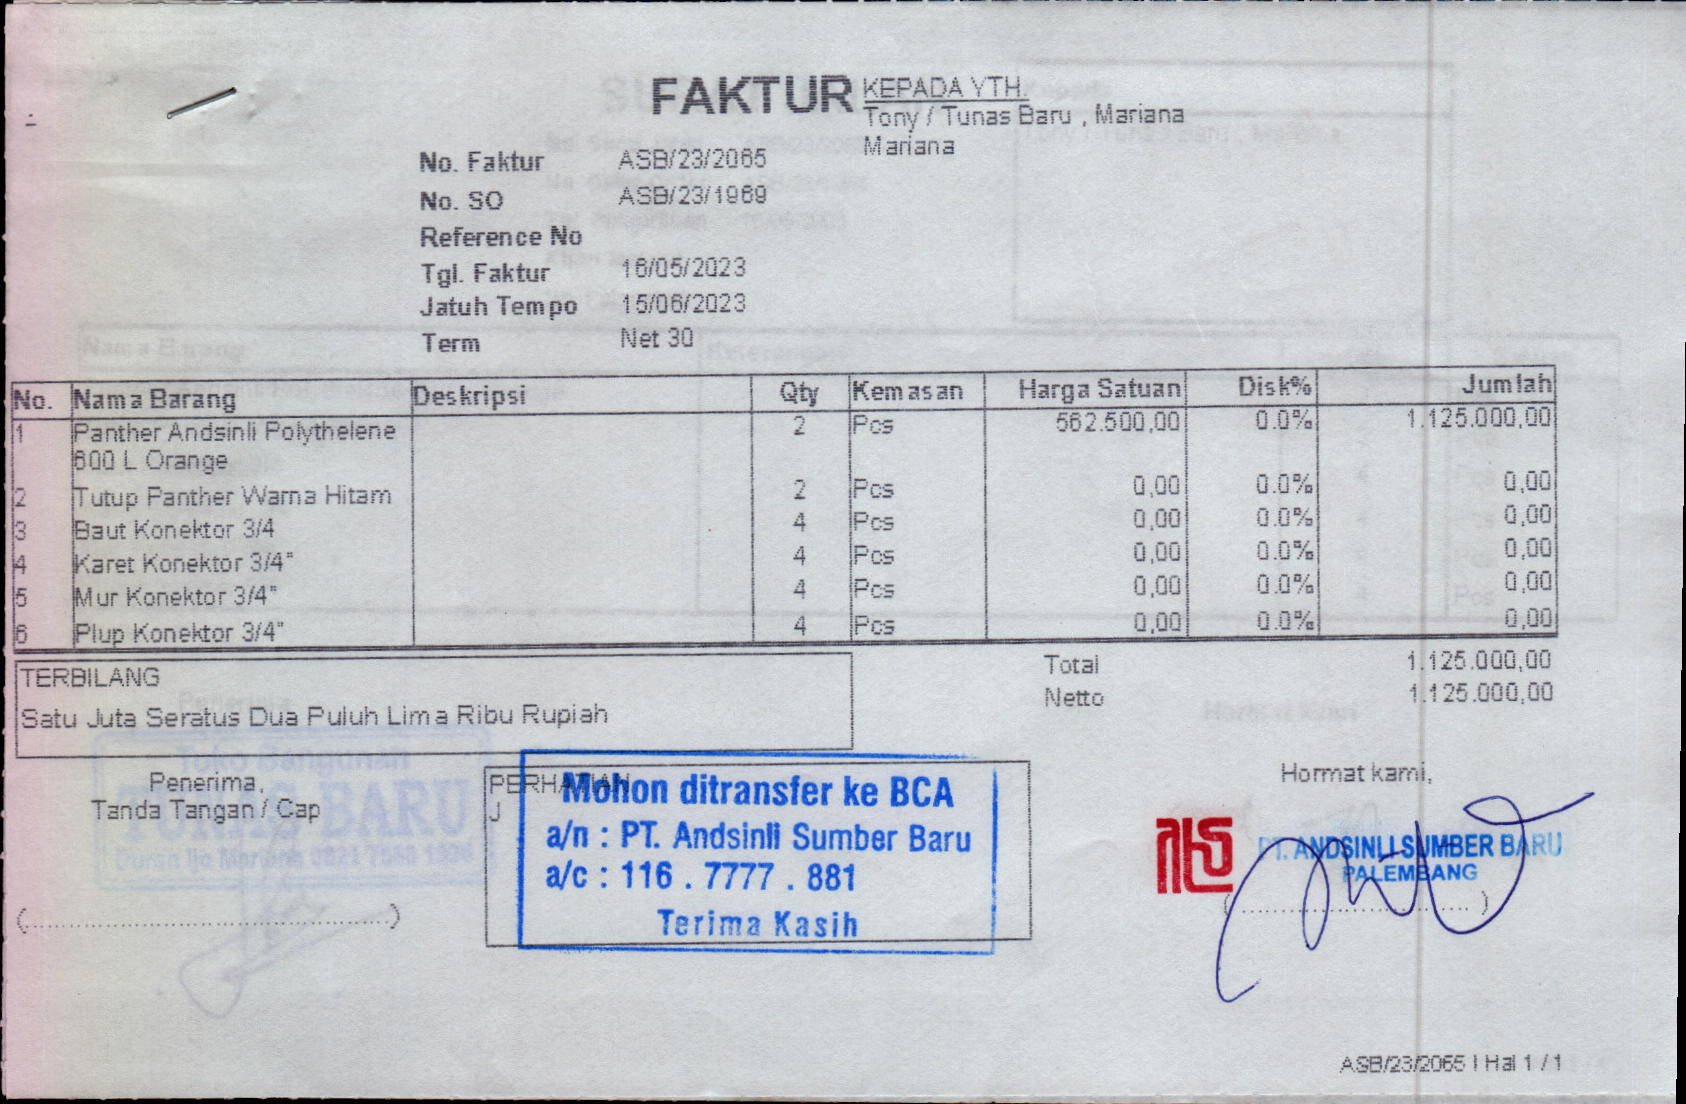 FAKTUR
KEPADA YTH.
Tony / Tunas Baru , Mariana
Mariana
No. Faktur ASB/23/2065
No. SO ASB/23/1969
Reference No
Tgl. Faktur 16/05/2023
Jatuh Tempo 15/06/2023
Term Net 30
No. Nama Barang Deskripsi Qty Kemasan Harga Satuan Disk% Jumlah
1 Panther Andsinli Polythelene 2 Pcs 562.500,00 0.0% 1.125.000,00
600 L Orange
2 Tutup Panther Warna Hitam 2 Pcs 0,00 0.0% 0,00
3 Baut Konektor 3/4 4 Pcs 0,00 0.0% 0,00
4 Karet Konektor 3/4" 4 Pcs 0,00 0.0% 0,00
5 Mur Konektor 3/4" 4 Pcs 0,00 0.0% 0,00
6 Plup Konektor 3/4" 4 Pcs 0,00 0.0% 0,00
TERBILANG
Satu Juta Seratus Dua Puluh Lima Ribu Rupiah
Total 1.125.000,00
Netto 1.125.000,00
Penerima,
Tanda Tangan / Cap
Toko Bangunan
TUNAS BARU
PERHATIAN
J
Mohon ditransfer ke BCA
a/n : PT. Andsinli Sumber Baru
a/c : 116 . 7777 . 881
Terima Kasih
Hormat kami,
PT. ANDSINLI SUMBER BARU
PALEMBANG
ASB/23/2065 | Hal 1 / 1